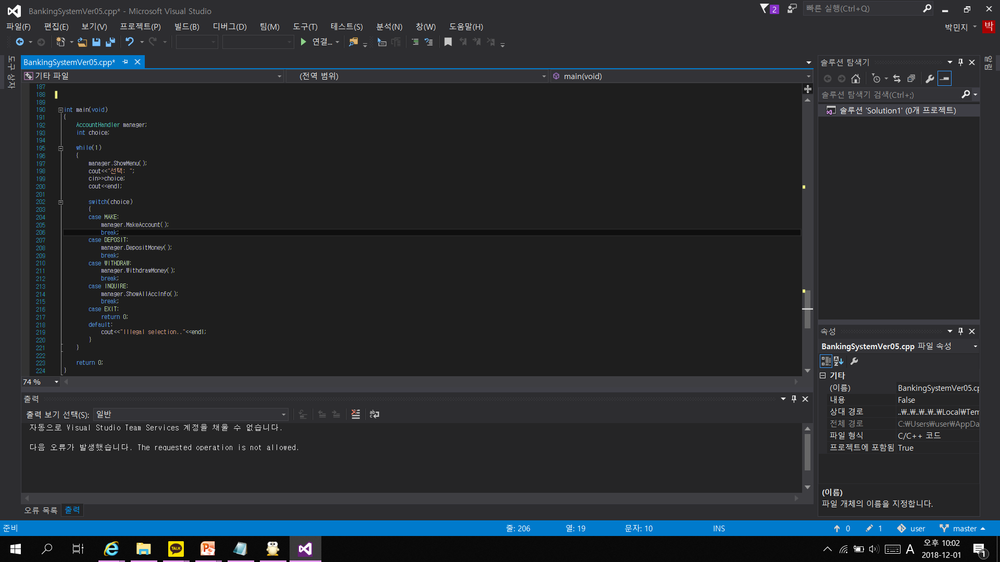 BankingSystemVer05.cpp* - Microsoft Visual Studio
2
빠른 실행(Ctrl+Q)
파일(F) 편집(E) 보기(V) 프로젝트(P) 빌드(B) 디버그(D) 팀(M) 도구(T) 테스트(S) 분석(N) 창(W) 도움말(H)
박민지 박
연결...
도구 상자
BankingSystemVer05.cpp*
기타 파일 (전역 범위) main(void)
187
188
189
190 int main(void)
191 {
192 AccountHandler manager;
193 int choice;
194
195 while(1)
196 {
197 manager.ShowMenu();
198 cout<<"선택: ";
199 cin>>choice;
200 cout<<endl;
201
202 switch(choice)
203 {
204 case MAKE:
205 manager.MakeAccount();
206 break;
207 case DEPOSIT:
208 manager.DepositMoney();
209 break;
210 case WITHDRAW:
211 manager.WithdrawMoney();
212 break;
213 case INQUIRE:
214 manager.ShowAllAccInfo();
215 break;
216 case EXIT:
217 return 0;
218 default:
219 cout<<"Illegal selection.."<<endl;
220 }
221 }
222
223 return 0;
224 }
74 %
출력
출력 보기 선택(S): 일반
자동으로 Visual Studio Team Services 계정을 채울 수 없습니다.
다음 오류가 발생했습니다. The requested operation is not allowed.
오류 목록 출력
솔루션 탐색기
솔루션 탐색기 검색(Ctrl+;)
솔루션 'Solution1' (0개 프로젝트)
알림
속성
BankingSystemVer05.cpp 파일 속성
기타
(이름) BankingSystemVer05.cp
내용 False
상대 경로 ..\..\..\..\..\Local\Tem
전체 경로 C:\Users\user\AppDa
파일 형식 C/C++ 코드
프로젝트에 포함됨 True
(이름)
파일 개체의 이름을 지정합니다.
준비 줄: 206 열: 19 문자: 10 INS 0 1 user master
TALK
A
오후 10:02
2018-12-01
1